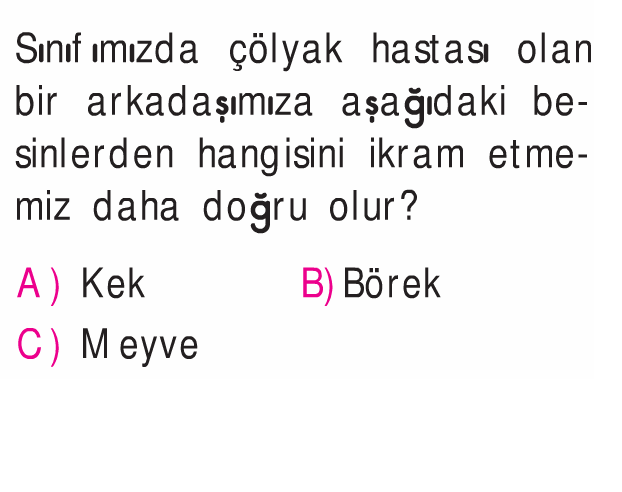 Sınıfımızda çölyak hastası olan
bir arkadaşımıza aşağıdaki be-
sinlerden hangisini ikram etme-
miz daha doğru olur?
A) Kek B) Börek
C) Meyve